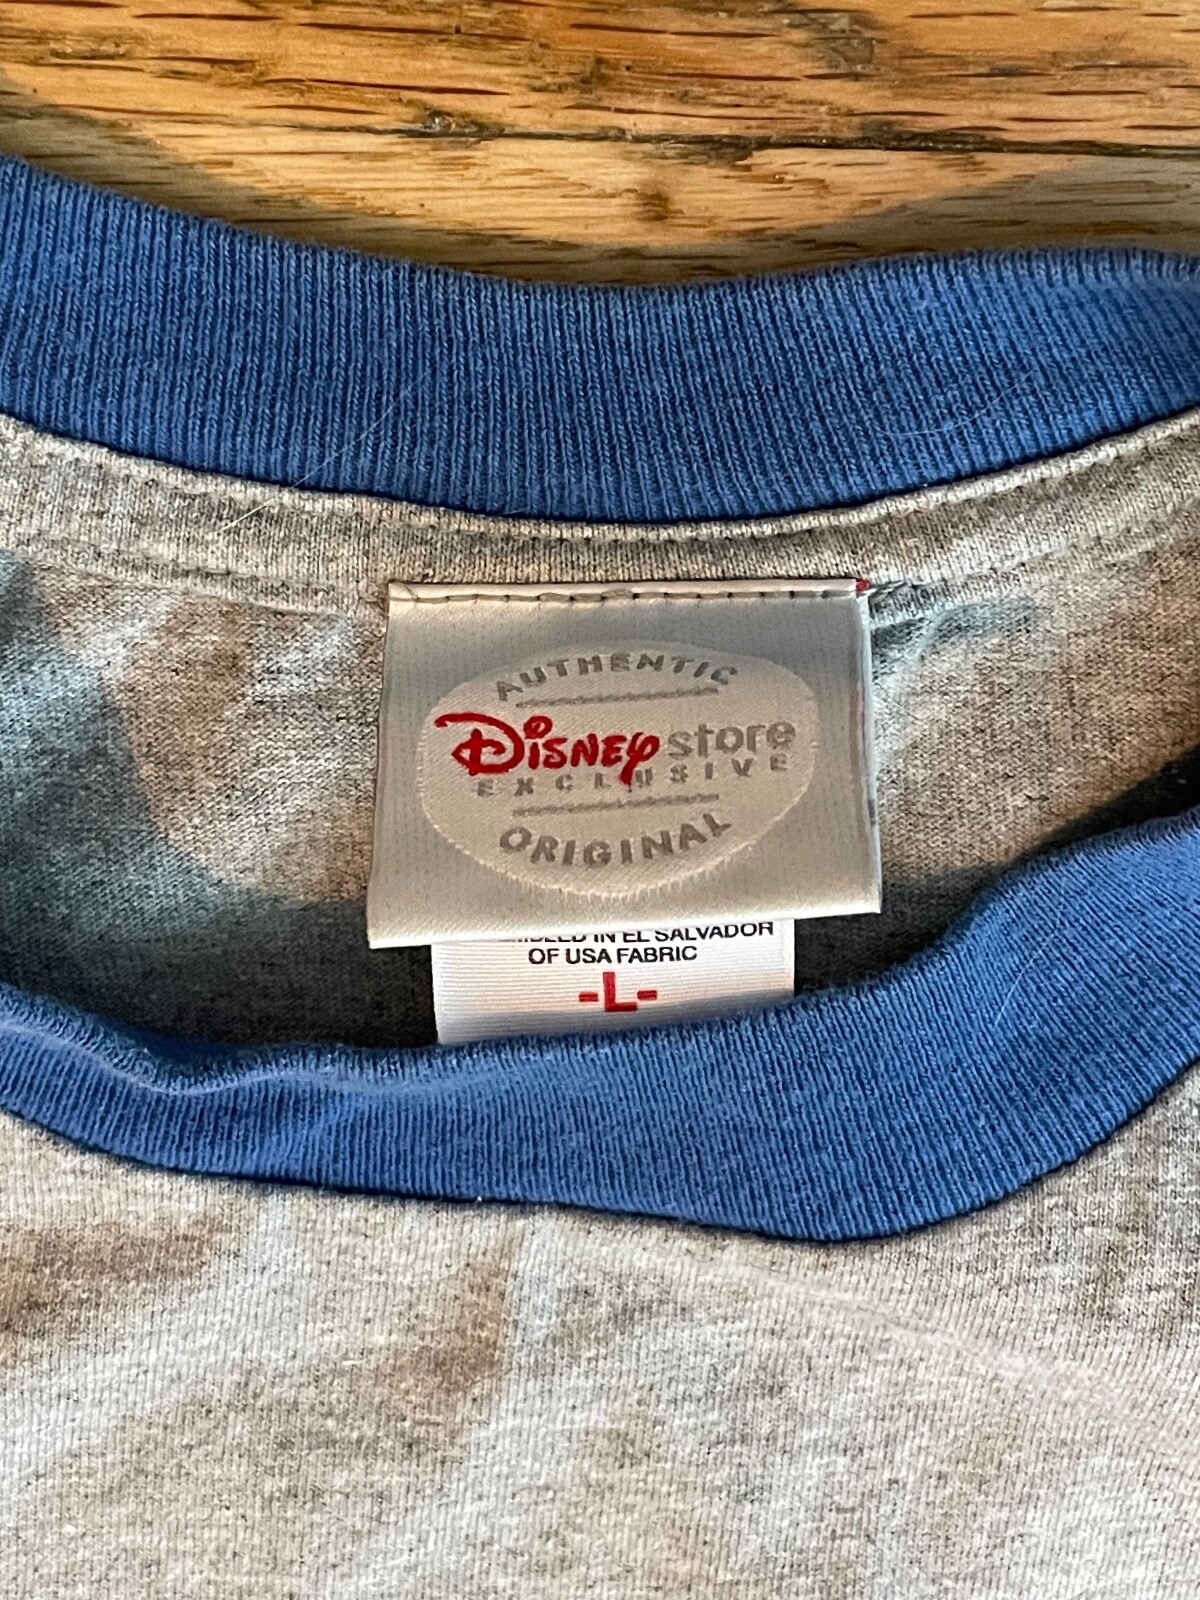 AUTHENTIC
Disney store
EXCLUSIVE
ORIGINAL
IN EL SALVADOR
OF USA FABRIC
-L-